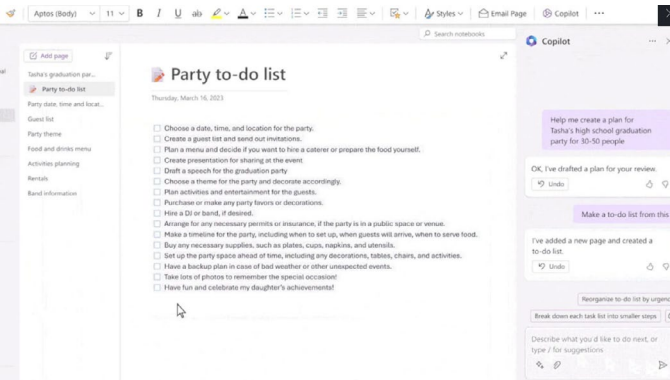 Aptos (Body) 11 B I U ab A Styles Email Page Copilot ...
Search notebooks
Add page
Tasha's graduation par...
Party to-do list
Party date, time and locat...
Guest list
Party theme
Food and drinks menu
Activities planning
Rentals
Band information
Party to-do list
Thursday, March 16, 2023
Choose a date, time, and location for the party.
Create a guest list and send out invitations.
Plan a menu and decide if you want to hire a caterer or prepare the food yourself.
Create presentation for sharing at the event
Draft a speech for the graduation party
Choose a theme for the party and decorate accordingly.
Plan activities and entertainment for the guests.
Purchase or make any party favors or decorations.
Hire a DJ or band, if desired.
Arrange for any necessary permits or insurance, if the party is in a public space or venue.
Make a timeline for the party, including when to set up, when guests will arrive, when to serve food.
Buy any necessary supplies, such as plates, cups, napkins, and utensils.
Set up the party space ahead of time, including any decorations, tables, chairs, and activities.
Have a backup plan in case of bad weather or other unexpected events.
Take lots of photos to remember the special occasion!
Have fun and celebrate my daughter's achievements!
Copilot
Help me create a plan for
Tasha's high school graduation
party for 30-50 people
OK, I've drafted a plan for your review.
Undo
Make a to-do list from this
I've added a new page and created a
to-do list.
Undo
Reorganize to-do list by urgenc
Break down each task list into smaller steps
Describe what you'd like to do next, or
type / for suggestions